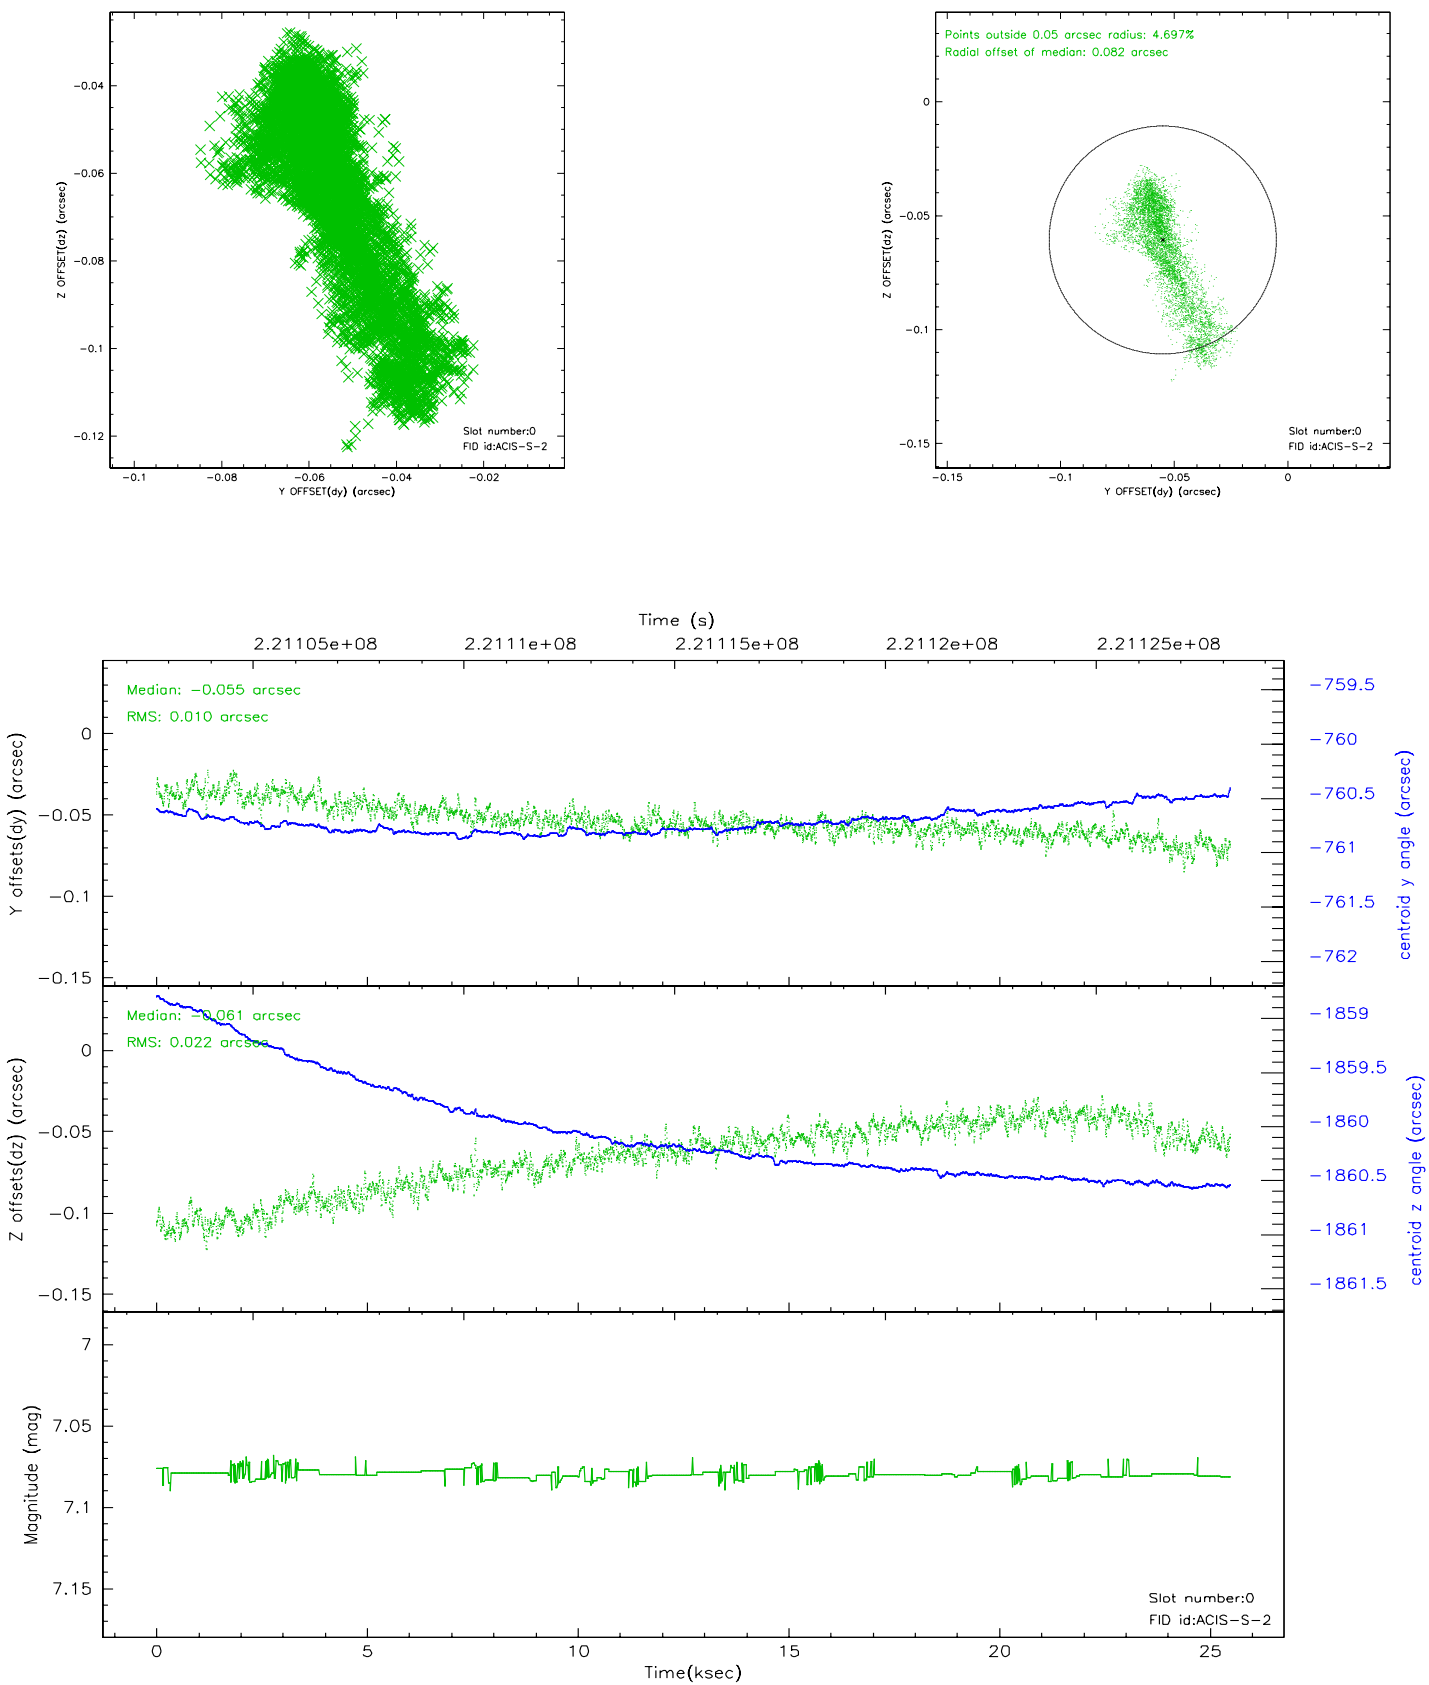 −0.04
−0.06
−0.08
−0.1
−0.12
Z OFFSET(dz) (arcsec)
Slot number:0
FID id:ACIS−S−2
−0.1
−0.08
−0.06
−0.04
−0.02
Y OFFSET(dy) (arcsec)
Points outside 0.05 arcsec radius: 4.697%
Radial offset of median: 0.082 arcsec
0
−0.05
−0.1
−0.15
Z OFFSET(dz) (arcsec)
Slot number:0
FID id:ACIS−S−2
−0.15
−0.1
−0.05
0
Y OFFSET(dy) (arcsec)
Time (s)
2.21105e+08
2.2111e+08
2.21115e+08
2.2112e+08
2.21125e+08
Median: −0.055 arcsec
RMS: 0.010 arcsec
0
−0.05
−0.1
−0.15
Y offsets(dy) (arcsec)
−759.5
−760
−760.5
−761
−761.5
−762
centroid y angle (arcsec)
Median: −0.061 arcsec
RMS: 0.022 arcsec
0
−0.05
−0.1
−0.15
Z offsets(dz) (arcsec)
−1859
−1859.5
−1860
−1860.5
−1861
−1861.5
centroid z angle (arcsec)
7
7.05
7.1
7.15
Magnitude (mag)
Slot number:0
FID id:ACIS−S−2
0
5
10
15
20
25
Time(ksec)